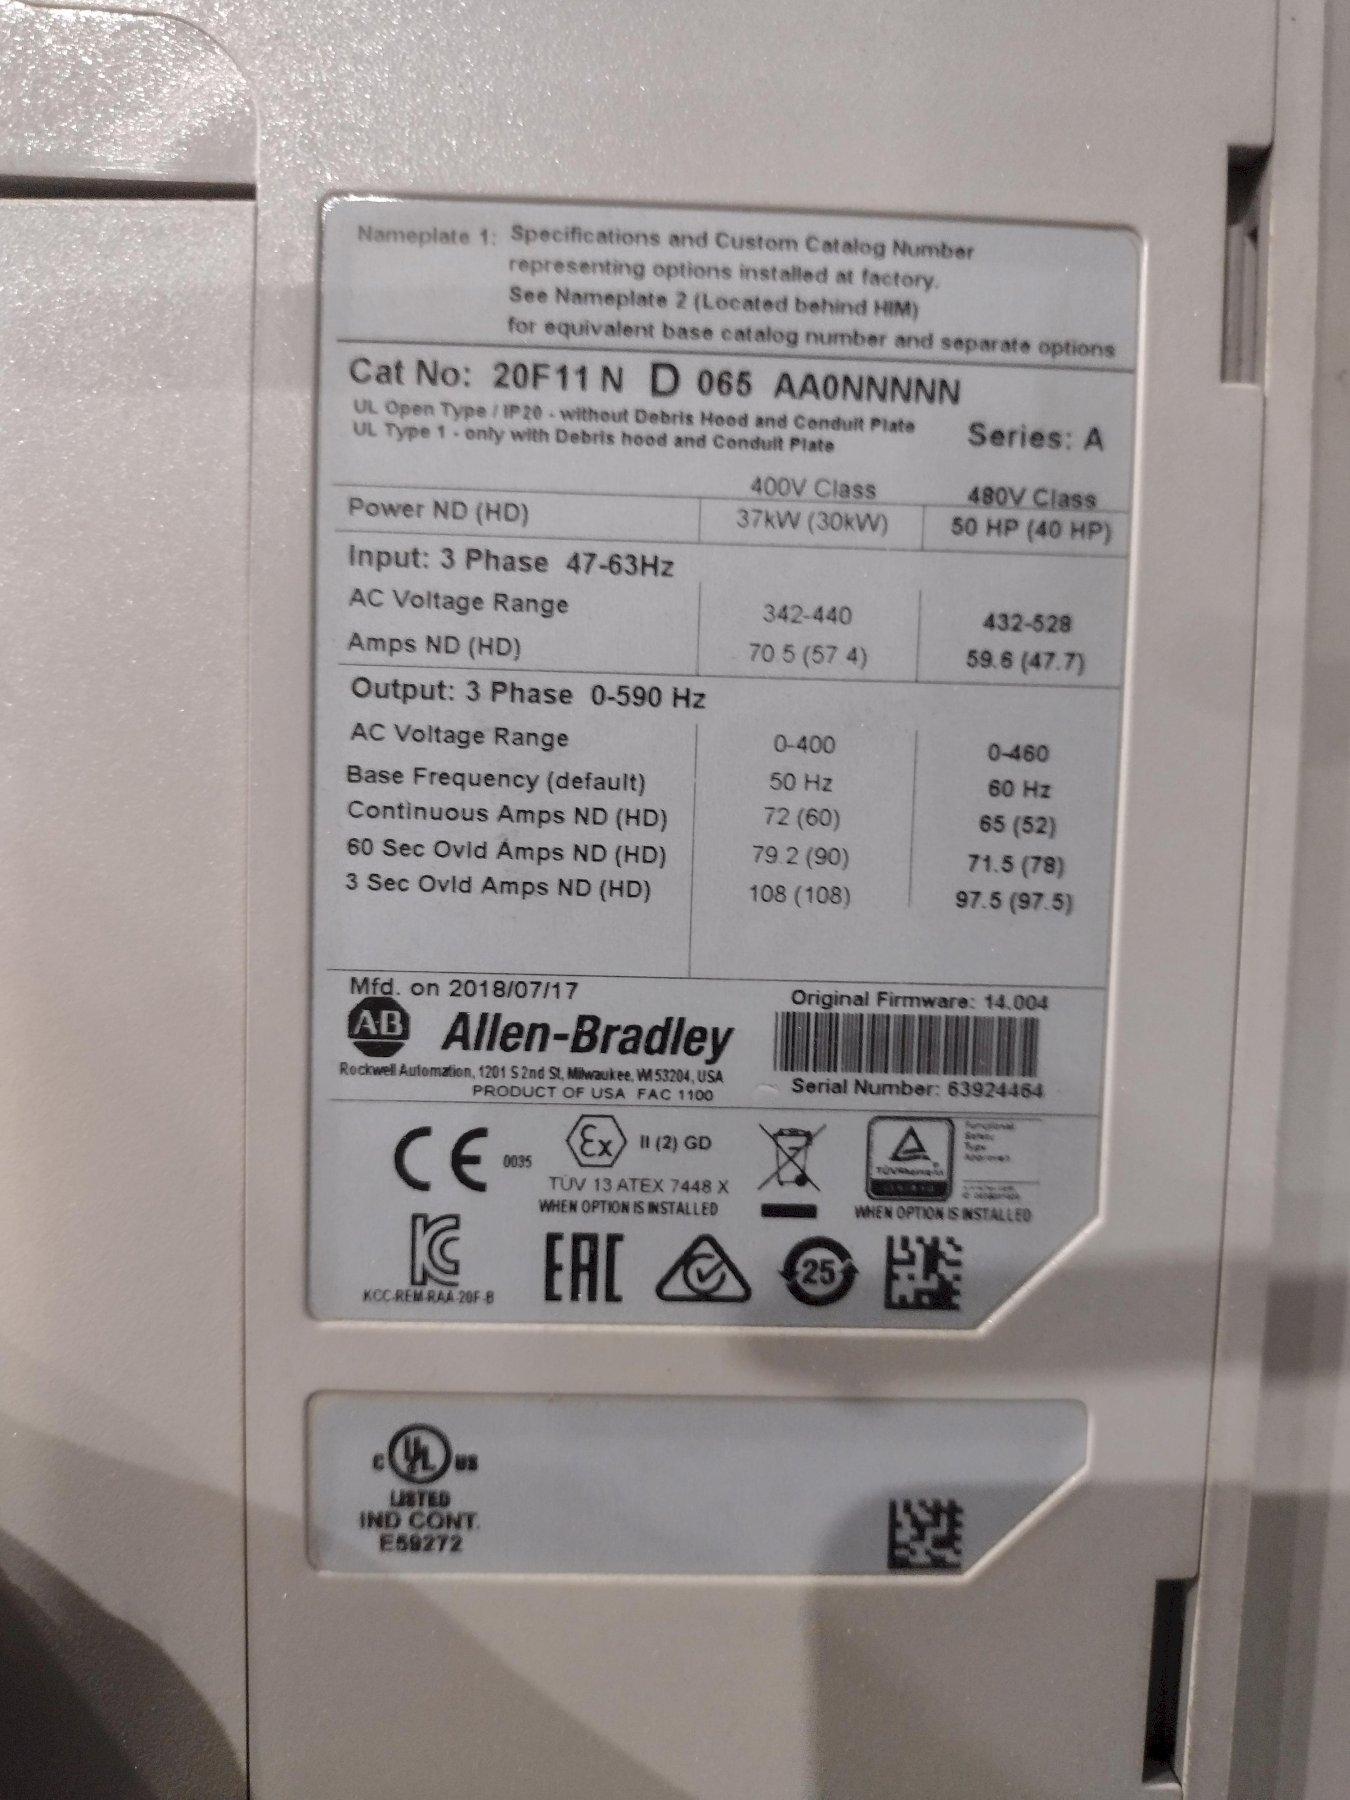 Nameplate 1: Specifications and Custom Catalog Number
representing options installed at factory.
See Nameplate 2 (Located behind HIM)
for equivalent base catalog number and separate options
Cat No: 20F11 N D 065 AA0NNNNN
UL Open Type / IP20 - without Debris Hood and Conduit Plate
UL Type 1 - only with Debris hood and Conduit Plate
Series: A
400V Class 480V Class
Power ND (HD) 37kW (30kW) 50 HP (40 HP)
Input: 3 Phase 47-63Hz
AC Voltage Range 342-440 432-528
Amps ND (HD) 70.5 (57.4) 59.6 (47.7)
Output: 3 Phase 0-590 Hz
AC Voltage Range 0-400 0-460
Base Frequency (default) 50 Hz 60 Hz
Continuous Amps ND (HD) 72 (60) 65 (52)
60 Sec Ovld Amps ND (HD) 79.2 (90) 71.5 (78)
3 Sec Ovld Amps ND (HD) 108 (108) 97.5 (97.5)
Mfd. on 2018/07/17
Original Firmware: 14.004
AB Allen-Bradley
Rockwell Automation, 1201 S 2nd St, Milwaukee, WI 53204, USA
PRODUCT OF USA FAC 1100
Serial Number: 63924464
CE 0035
Ex II (2) GD
TÜV 13 ATEX 7448 X
WHEN OPTION IS INSTALLED
TÜVRheinland
Functional
Safety
Type
Approved
WHEN OPTION IS INSTALLED
KC
KCC-REM-RAA-20F-B
EAC
25
C UL US
LISTED
IND CONT.
E59272